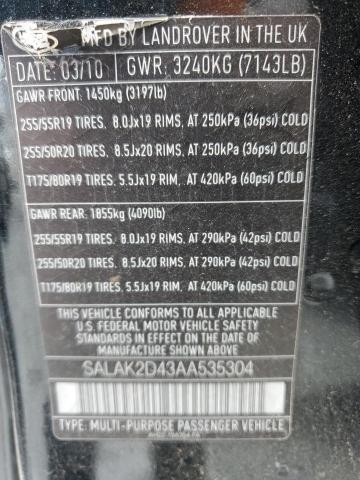 MFD BY LANDROVER IN THE UK
DATE: 03/10 GWR: 3240KG (7143LB)
GAWR FRONT: 1450kg (3197lb)
255/55R19 TIRES, 8.0Jx19 RIMS, AT 250kPa (36psi) COLD
255/50R20 TIRES, 8.5Jx20 RIMS, AT 250kPa (36psi) COLD
T175/80R19 TIRES, 5.5Jx19 RIM, AT 420kPa (60psi) COLD
GAWR REAR: 1855kg (4090lb)
255/55R19 TIRES, 8.0Jx19 RIMS, AT 290kPa (42psi) COLD
255/50R20 TIRES, 8.5Jx20 RIMS, AT 290kPa (42psi) COLD
T175/80R19 TIRES, 5.5Jx19 RIM, AT 420kPa (60psi) COLD
THIS VEHICLE CONFORMS TO ALL APPLICABLE
U.S. FEDERAL MOTOR VEHICLE SAFETY AND
THEFT PREVENTION STANDARDS IN EFFECT ON
THE DATE OF MANUFACTURE SHOWN ABOVE
SALAK2D43AA535304
TYPE: MULTI-PURPOSE PASSENGER VEHICLE